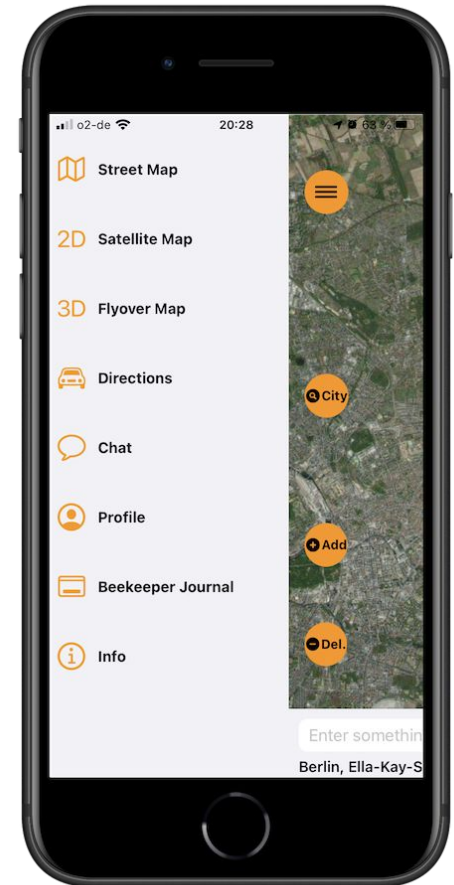 o2-de 20:28 63 %
Street Map
2D Satellite Map
3D Flyover Map
Directions
City
Chat
Profile
Add
Beekeeper Journal
Del.
Info
Enter somethin
Berlin, Ella-Kay-S